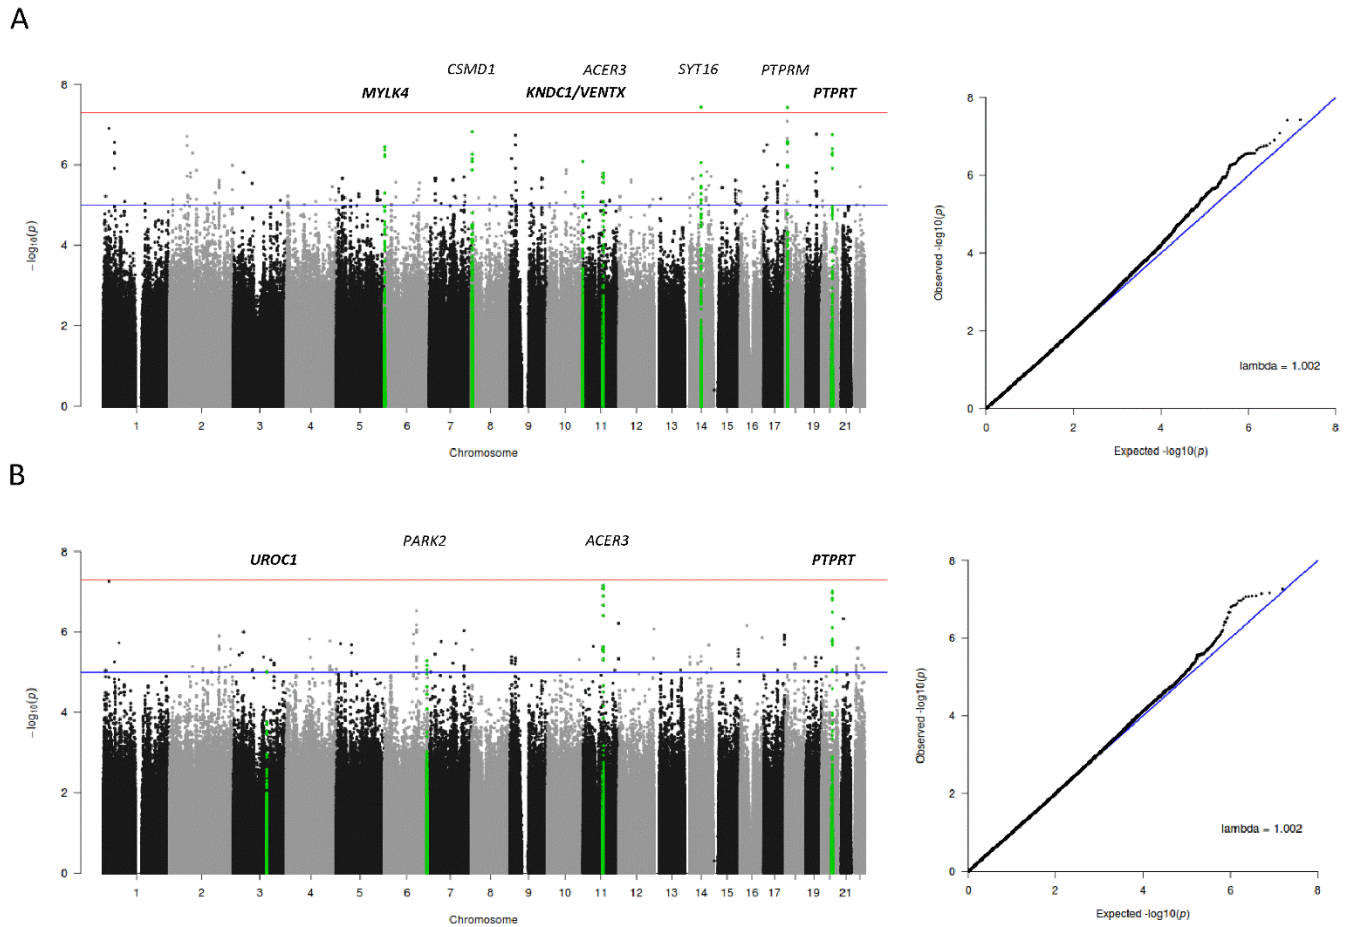 A
CSMD1 ACER3 SYT16 PTPRM
MYLK4 KNDC1/VENTX PTPRT
8
6
4
2
0
−log10(p)
1 2 3 4 5 6 7 8 9 10 11 12 13 14 15 16 17 19 21
Chromosome
8
6
4
2
0
Observed -log10(p)
lambda = 1.002
0 2 4 6 8
Expected -log10(p)
B
PARK2 ACER3
UROC1 PTPRT
8
6
4
2
0
−log10(p)
1 2 3 4 5 6 7 8 9 10 11 12 13 14 15 16 17 19 21
Chromosome
8
6
4
2
0
Observed -log10(p)
lambda = 1.002
0 2 4 6 8
Expected -log10(p)